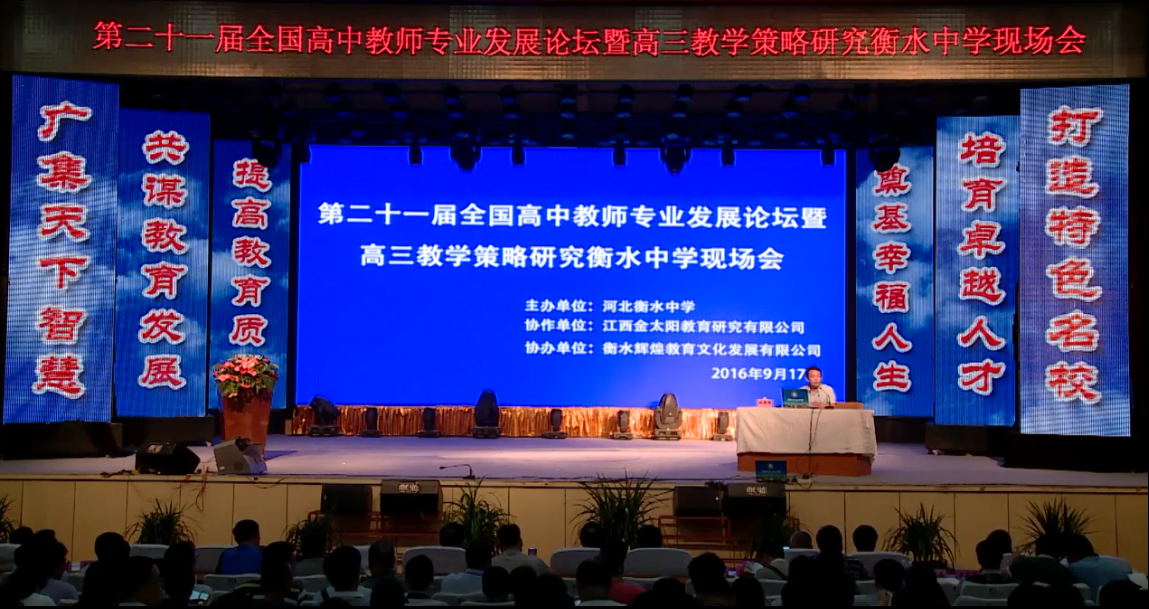 第二十一届全国高中教师专业发展论坛暨高三教学策略研究衡水中学现场会
广集天下智慧
共谋教育发展
提高教育质
第二十一届全国高中教师专业发展论坛暨
高三教学策略研究衡水中学现场会
主办单位：河北衡水中学
协作单位：江西金太阳教育研究有限公司
协办单位：衡水辉煌教育文化发展有限公司
2016年9月17
奠基幸福人生
培育卓越人才
打造特色名校